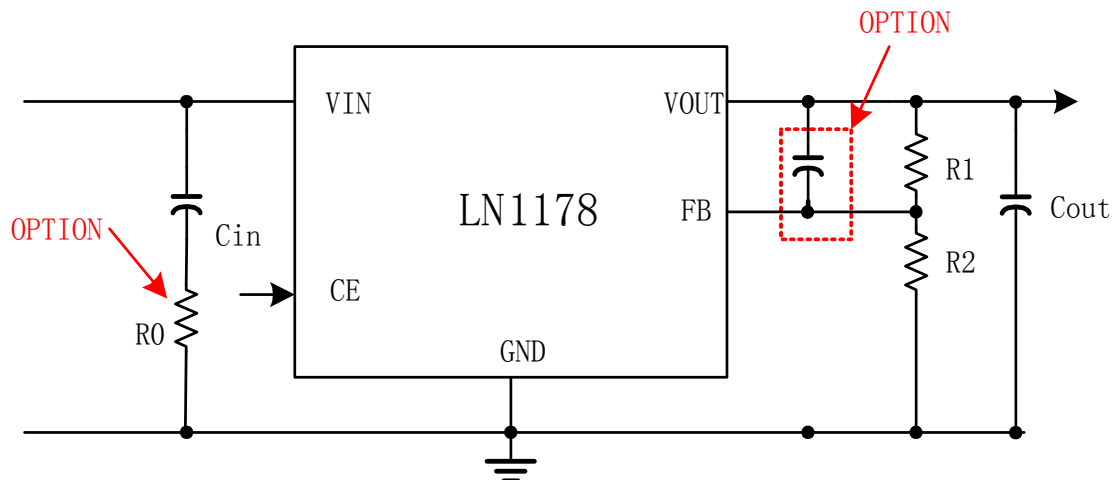 OPTION
VIN
VOUT
R1
LN1178
FB
Cout
OPTION
Cin
R2
CE
R0
GND